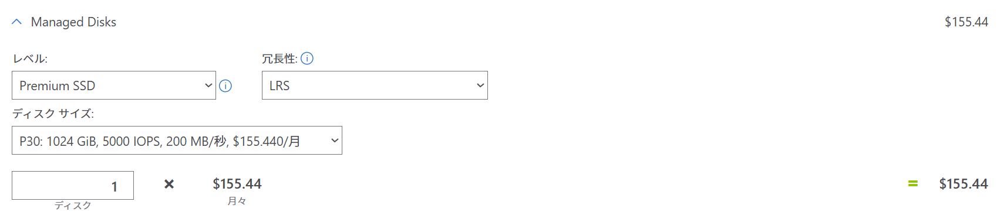 Managed Disks $155.44
レベル: 冗長性:
Premium SSD LRS
ディスク サイズ:
P30: 1024 GiB, 5000 IOPS, 200 MB/秒, $155.440/月
1 × $155.44 = $155.44
ディスク 月々